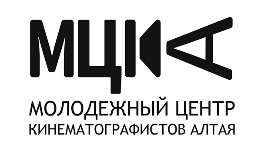 МЦКА
МОЛОДЕЖНЫЙ ЦЕНТР
КИНЕМАТОГРАФИСТОВ АЛТАЯ